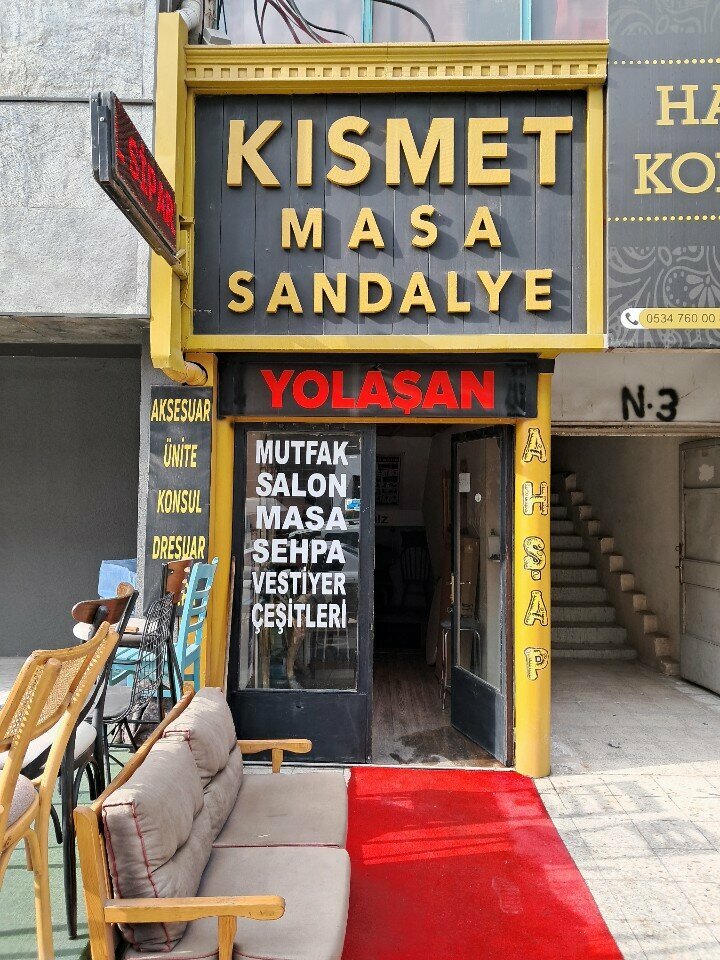 KISMET
MASA
SANDALYE
YOLAŞAN
AKSESUAR
ÜNİTE
KONSUL
DRESUAR
MUTFAK
SALON
MASA
SEHPA
VESTİYER
ÇEŞİTLERİ
AHŞAP
N.3
0534 760 00